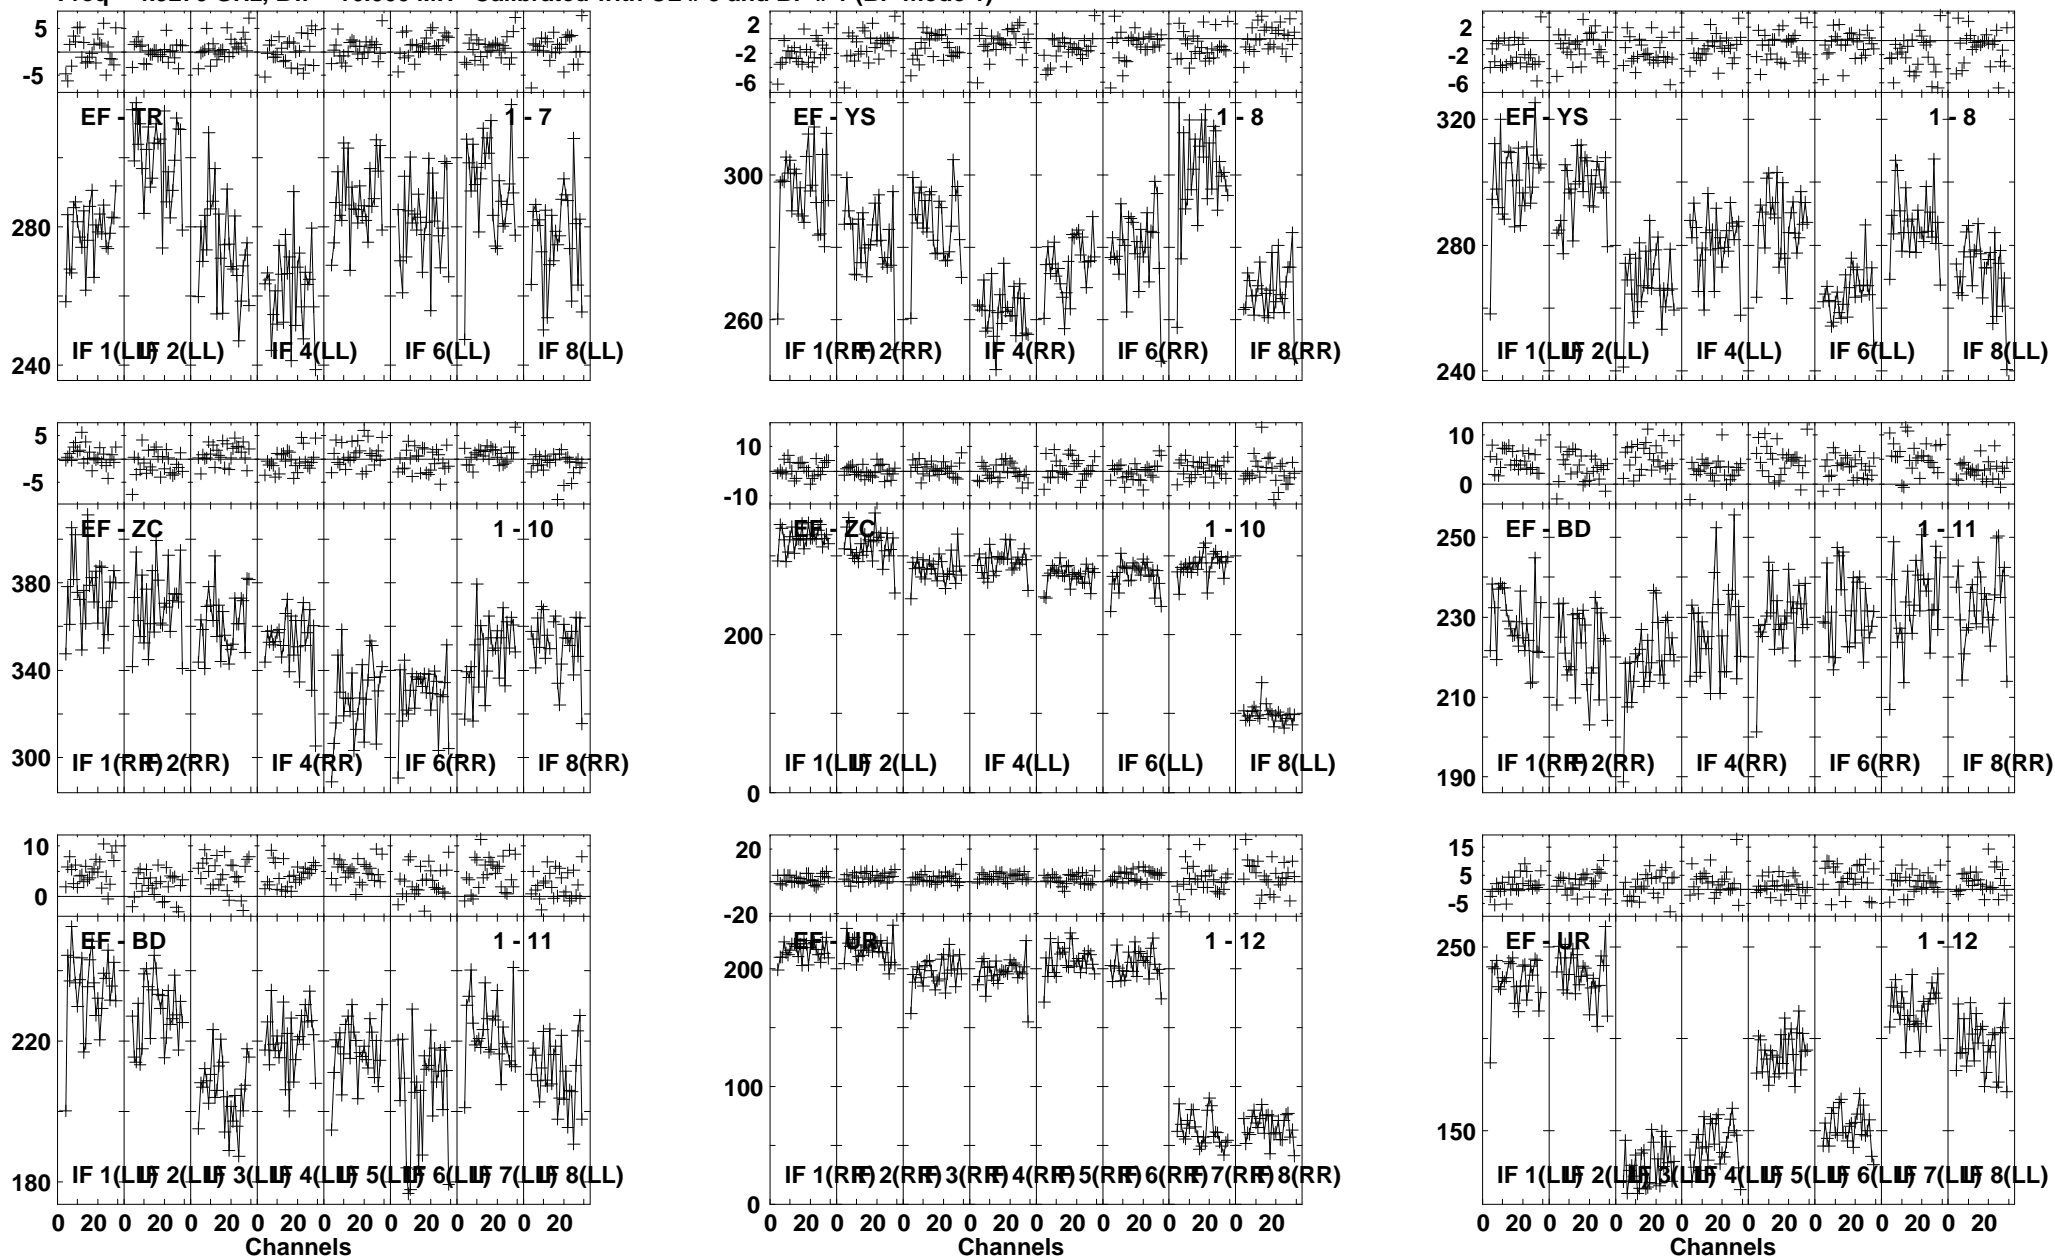 5 2 2
-5 -2 -2
-6 -6
EF - TR 1 - 7 EF - YS 1 - 8 320 EF - YS 1 - 8
300
280 280
260
240 IF 1(LL) IF 2(LL) IF 4(LL) IF 6(LL) IF 8(LL) IF 1(RR) IF 2(RR) IF 4(RR) IF 6(RR) IF 8(RR) 240 IF 1(LL) IF 2(LL) IF 4(LL) IF 6(LL) IF 8(LL)
5 10 10
-5 -10 0
EF - ZC 1 - 10 EF - ZC 1 - 10 250 EF - BD 1 - 11
380
200 230
340
210
300 IF 1(RR) IF 2(RR) IF 4(RR) IF 6(RR) IF 8(RR) IF 1(LL) IF 2(LL) IF 4(LL) IF 6(LL) IF 8(LL) 190 IF 1(RR) IF 2(RR) IF 4(RR) IF 6(RR) IF 8(RR)
0
10 20 15
5
0 -20 -5
EF - BD 1 - 11 EF - UR 1 - 12 250 EF - UR 1 - 12
200
220
100 150
180 IF 1(LL) IF 2(LL) IF 3(LL) IF 4(LL) IF 5(LL) IF 6(LL) IF 7(LL) IF 8(LL) IF 1(RR) IF 2(RR) IF 3(RR) IF 4(RR) IF 5(RR) IF 6(RR) IF 7(RR) IF 8(RR) IF 1(LL) IF 2(LL) IF 3(LL) IF 4(LL) IF 5(LL) IF 6(LL) IF 7(LL) IF 8(LL)
0
0 20 0 20 0 20 0 20 0 20 0 20 0 20 0 20 0 20 0 20 0 20 0 20 0 20 0 20 0 20 0 20 0 20 0 20 0 20 0 20 0 20 0 20 0 20 0 20
Channels Channels Channels